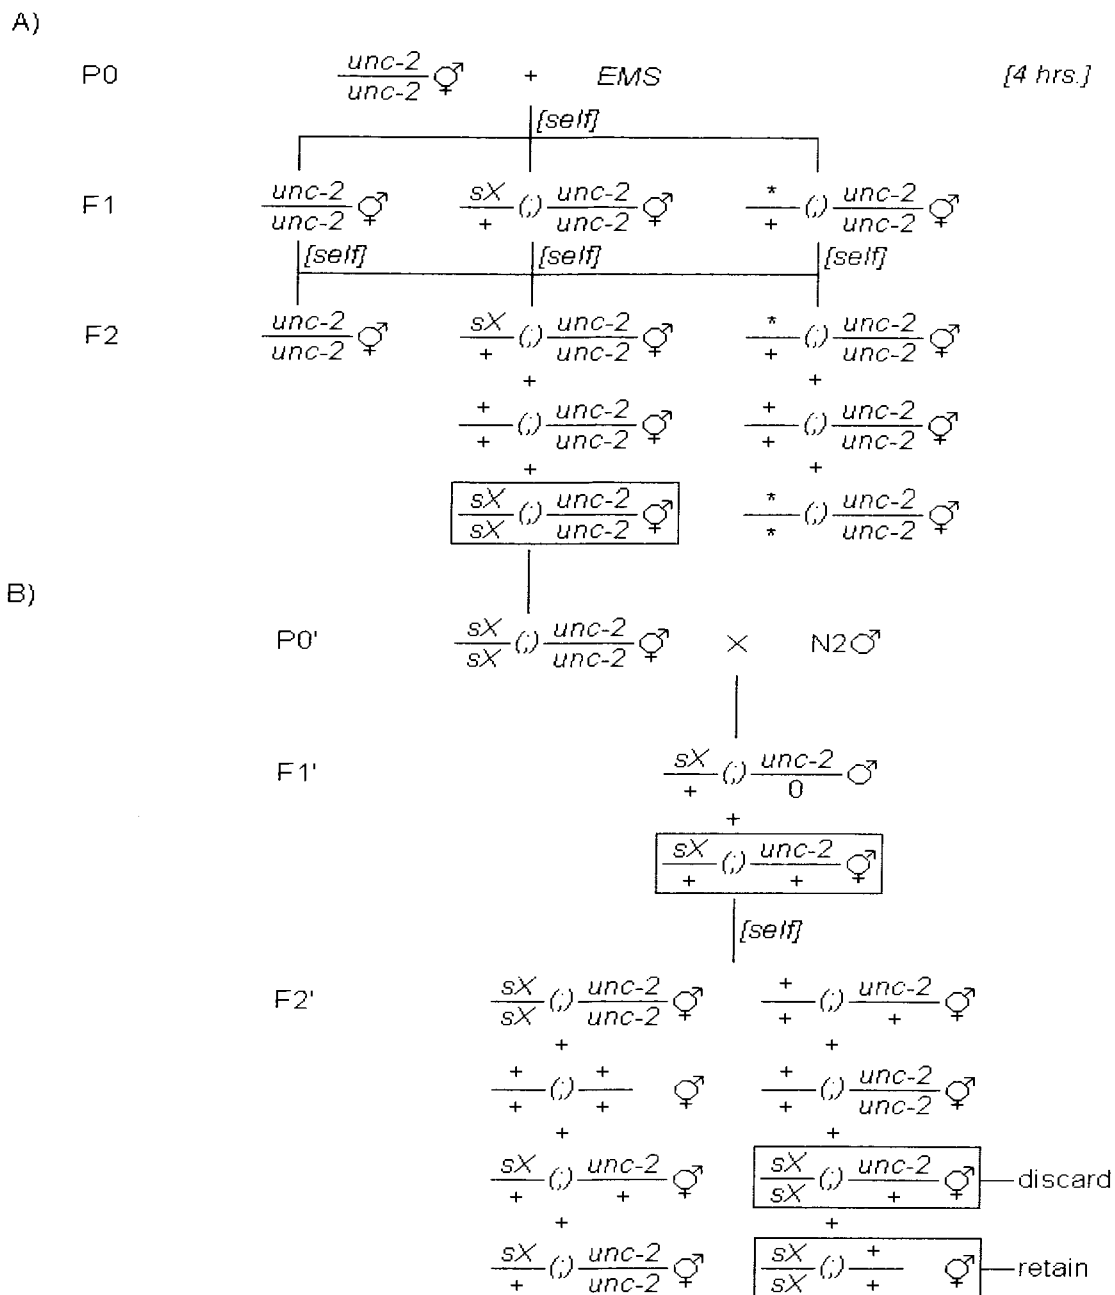 A)
P0 unc-2 / unc-2 ⚥ + EMS [4 hrs.]
[self]
F1 unc-2 / unc-2 ⚥ sX / + (;) unc-2 / unc-2 ⚥ * / + (;) unc-2 / unc-2 ⚥
[self] [self] [self]
F2 unc-2 / unc-2 ⚥ sX / + (;) unc-2 / unc-2 ⚥ * / + (;) unc-2 / unc-2 ⚥
+ +
+ / + (;) unc-2 / unc-2 ⚥ + / + (;) unc-2 / unc-2 ⚥
+ +
sX / sX (;) unc-2 / unc-2 ⚥ * / * (;) unc-2 / unc-2 ⚥
B)
P0' sX / sX (;) unc-2 / unc-2 ⚥ × N2 ♂
F1' sX / + (;) unc-2 / 0 ♂
+
sX / + (;) unc-2 / + ⚥
[self]
F2' sX / sX (;) unc-2 / unc-2 ⚥ + / + (;) unc-2 / + ⚥
+ +
+ / + (;) + / + ⚥ + / + (;) unc-2 / unc-2 ⚥
+ +
sX / + (;) unc-2 / + ⚥ sX / sX (;) unc-2 / + ⚥ discard
+ +
sX / + (;) unc-2 / unc-2 ⚥ sX / sX (;) + / + ⚥ retain